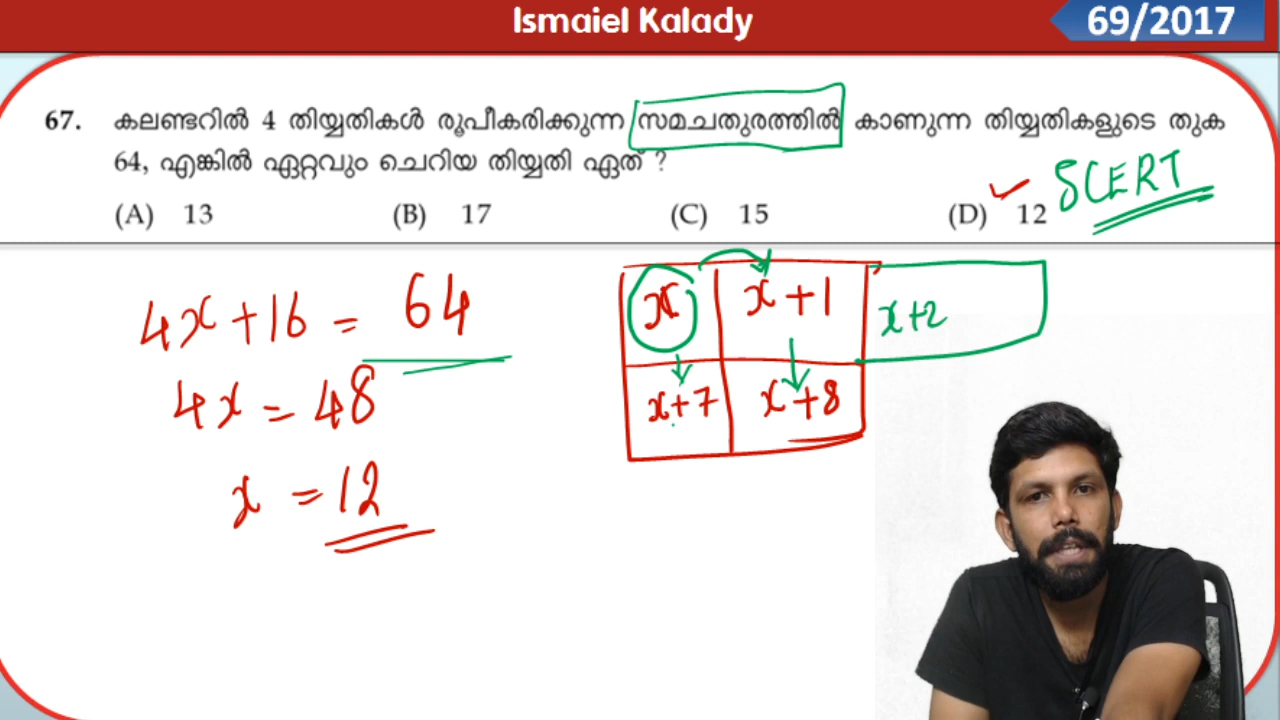 Ismaiel Kalady
69/2017
67. കലണ്ടറിൽ 4 തിയ്യതികൾ രൂപീകരിക്കുന്ന സമചതുരത്തിൽ കാണുന്ന തിയ്യതികളുടെ തുക
64, എങ്കിൽ ഏറ്റവും ചെറിയ തിയ്യതി ഏത് ?
(A) 13 (B) 17 (C) 15 (D) 12
SCERT
4x + 16 = 64
4x = 48
x = 12
x x + 1 x + 2
x + 7 x + 8